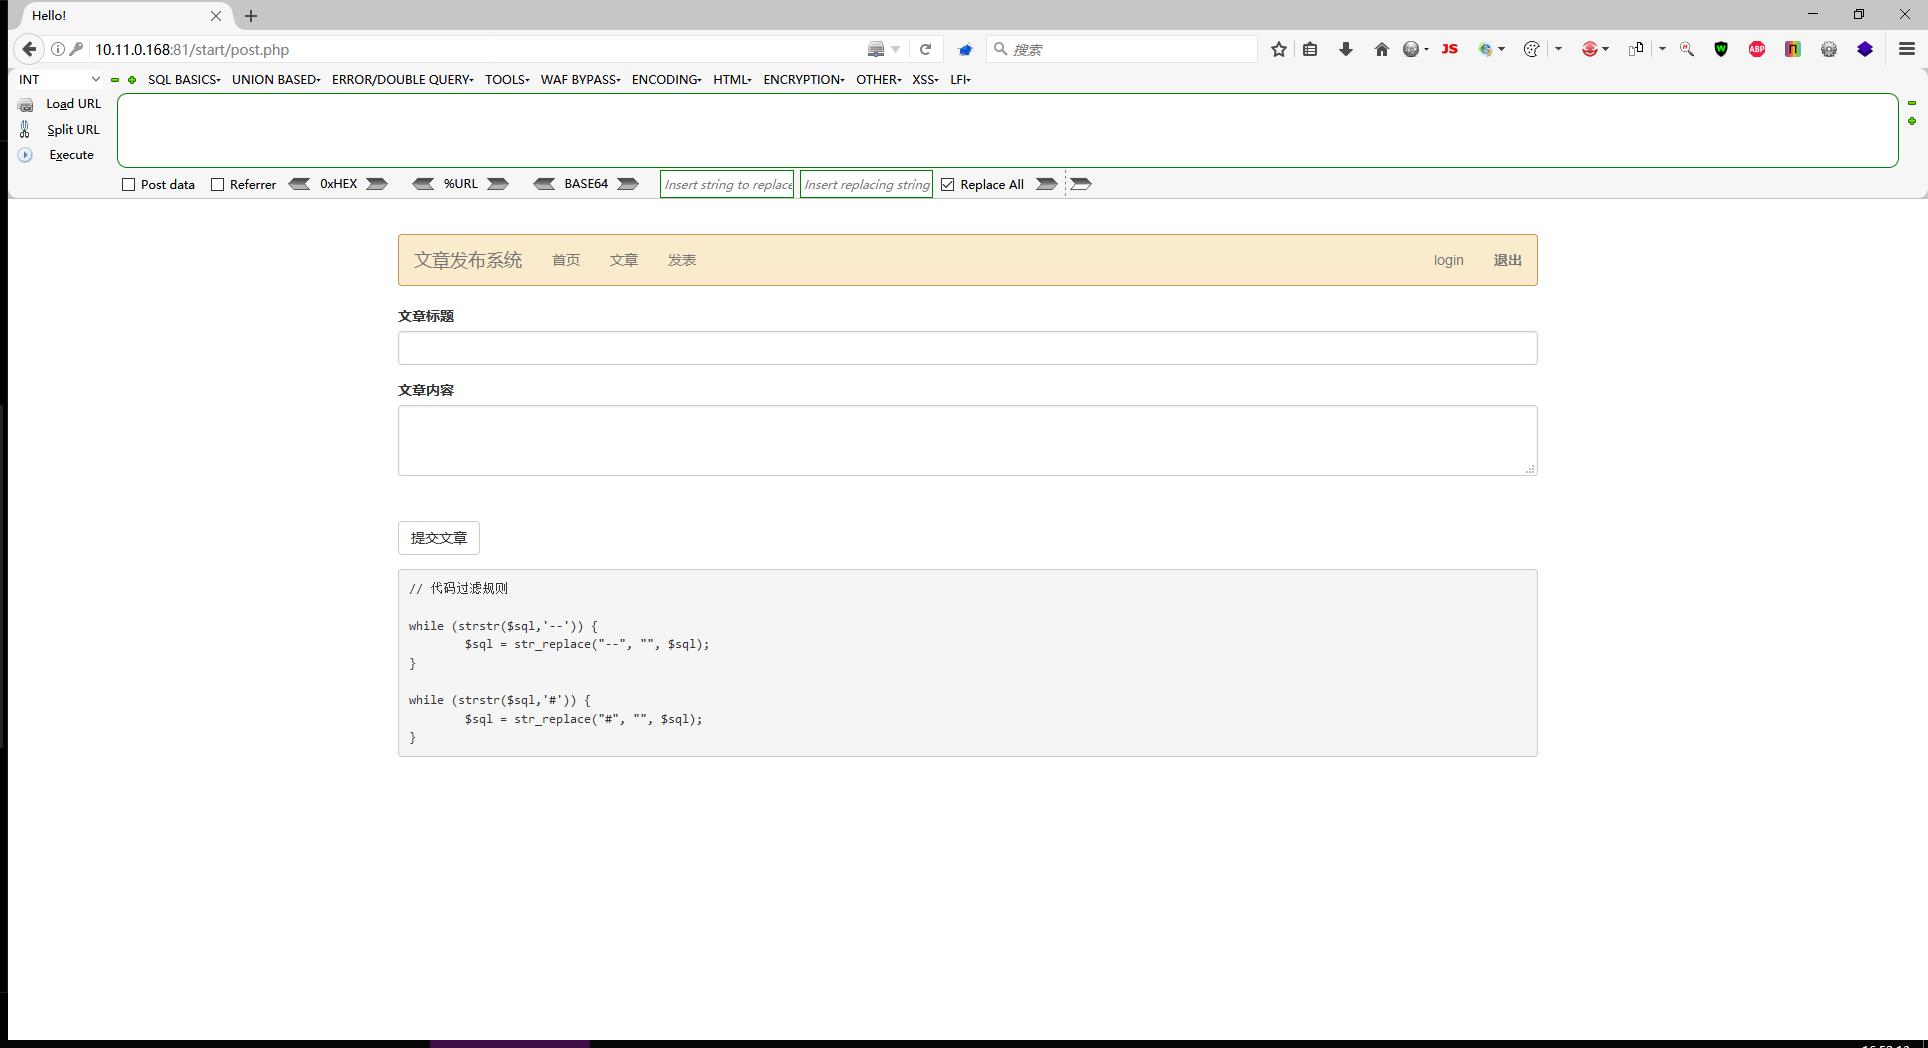 Hello!
10.11.0.168:81/start/post.php
搜索
JS
ABP
INT
SQL BASICS
UNION BASED
ERROR/DOUBLE QUERY
TOOLS
WAF BYPASS
ENCODING
HTML
ENCRYPTION
OTHER
XSS
LFI
Load URL
Split URL
Execute
Post data
Referrer
0xHEX
%URL
BASE64
Insert string to replace
Insert replacing string
Replace All
文章发布系统
首页
文章
发表
login
退出
文章标题
文章内容
提交文章
// 代码过滤规则
while (strstr($sql,'--')) {
$sql = str_replace("--", "", $sql);
}
while (strstr($sql,'#')) {
$sql = str_replace("#", "", $sql);
}